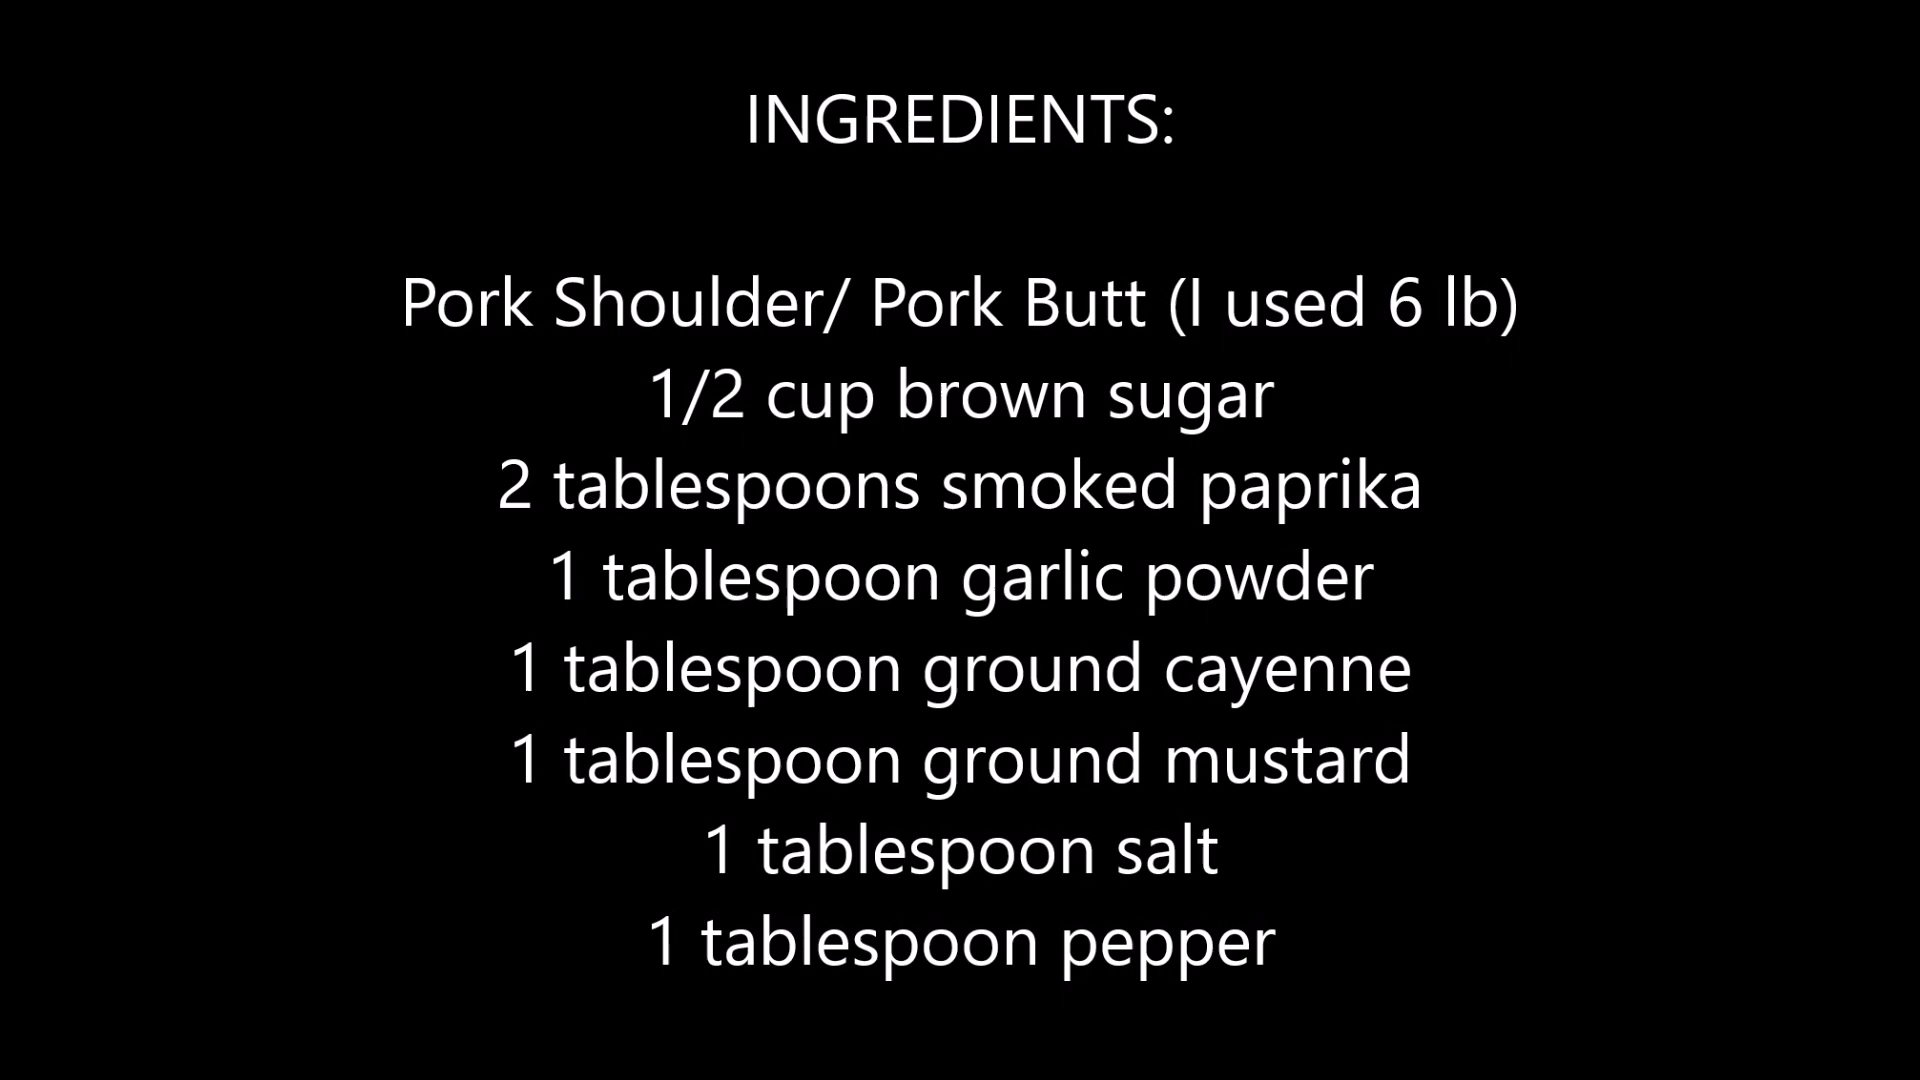 INGREDIENTS:
Pork Shoulder/ Pork Butt (I used 6 lb)
1/2 cup brown sugar
2 tablespoons smoked paprika
1 tablespoon garlic powder
1 tablespoon ground cayenne
1 tablespoon ground mustard
1 tablespoon salt
1 tablespoon pepper